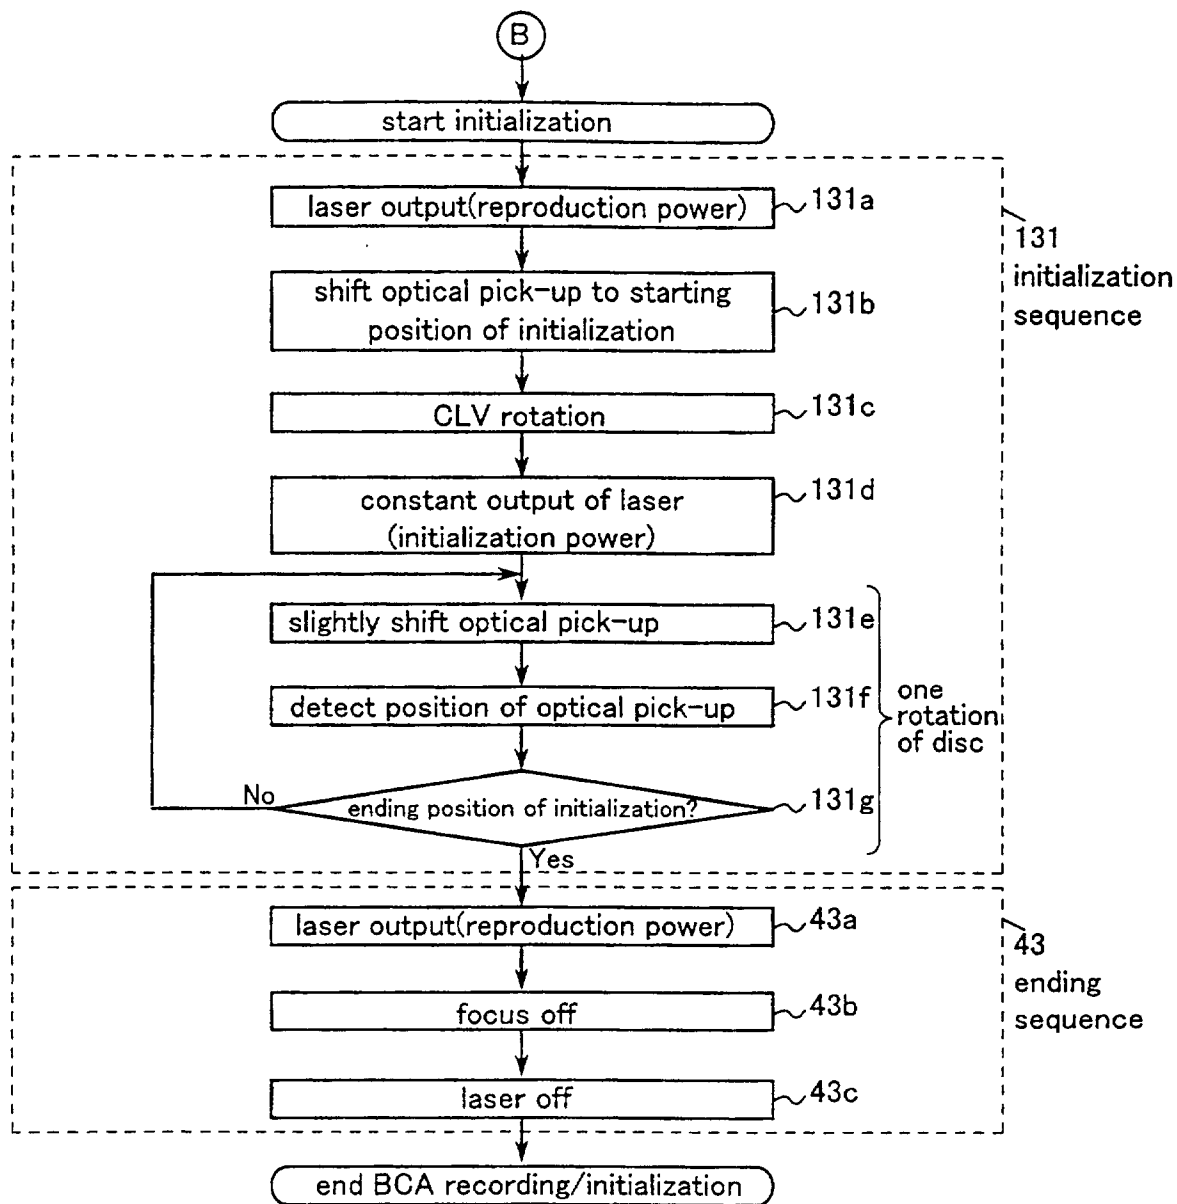 B
start initialization
laser output(reproduction power)
131a
131
initialization
sequence
shift optical pick-up to starting
position of initialization
131b
CLV rotation
131c
constant output of laser
(initialization power)
131d
slightly shift optical pick-up
131e
detect position of optical pick-up
131f
one
rotation
of disc
No
ending position of initialization?
131g
Yes
laser output(reproduction power)
43a
43
ending
sequence
focus off
43b
laser off
43c
end BCA recording/initialization